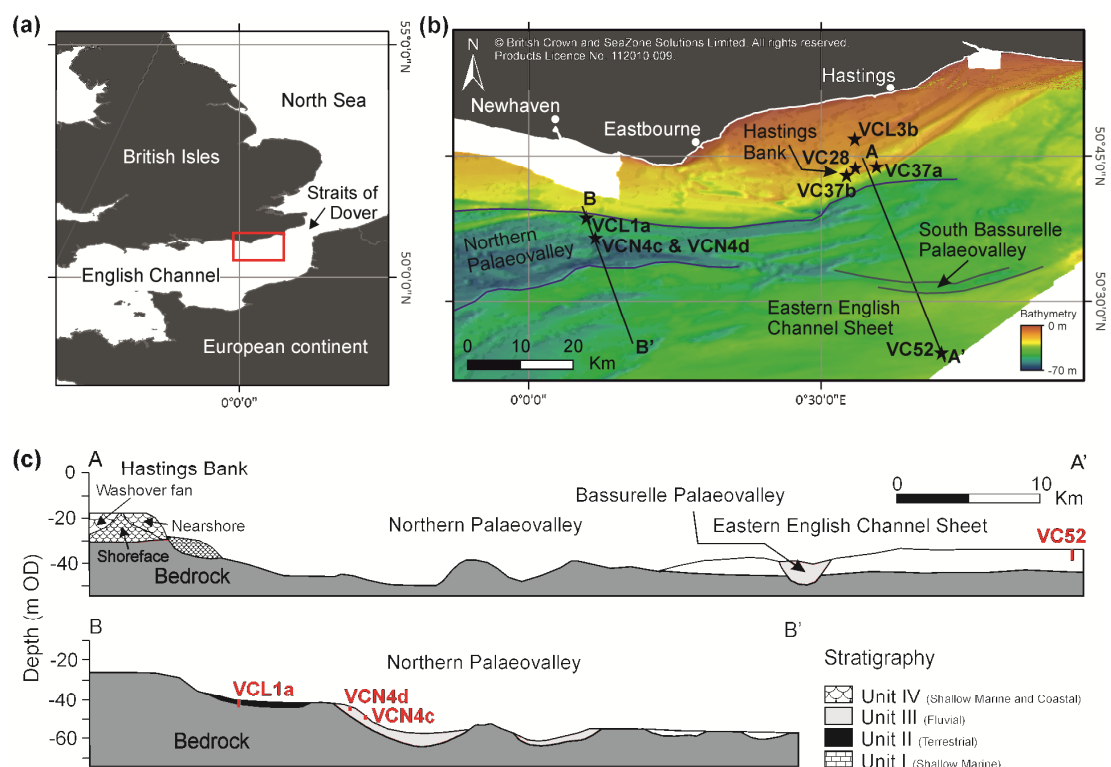 (a)
55°0'0"N
North Sea
British Isles
Straits of
Dover
50°0'0"N
English Channel
European continent
0°0'0"
(b)
© British Crown and SeaZone Solutions Limited. All rights reserved.
Products Licence No. 112010 009.
N
Newhaven
Eastbourne
Hastings
Hastings
Bank
VCL3b
VC28
A
VC37a
VC37b
50°45'0"N
B
VCL1a
VCN4c & VCN4d
Northern
Palaeovalley
South Bassurelle
Palaeovalley
Eastern English
Channel Sheet
50°30'0"N
Bathymetry
0 m
-70 m
0 10 20
Km
B'
VC52
A'
0°0'0"
0°30'0"E
(c)
A
Hastings Bank
A'
0
Washover fan
Nearshore
Shoreface
-20
-40
Bedrock
Northern Palaeovalley
Bassurelle Palaeovalley
Eastern English Channel Sheet
0 10
Km
VC52
Depth (m OD)
B
B'
-20
-40
-60
VCL1a
VCN4d
VCN4c
Northern Palaeovalley
Bedrock
Stratigraphy
Unit IV (Shallow Marine and Coastal)
Unit III (Fluvial)
Unit II (Terrestrial)
Unit I (Shallow Marine)